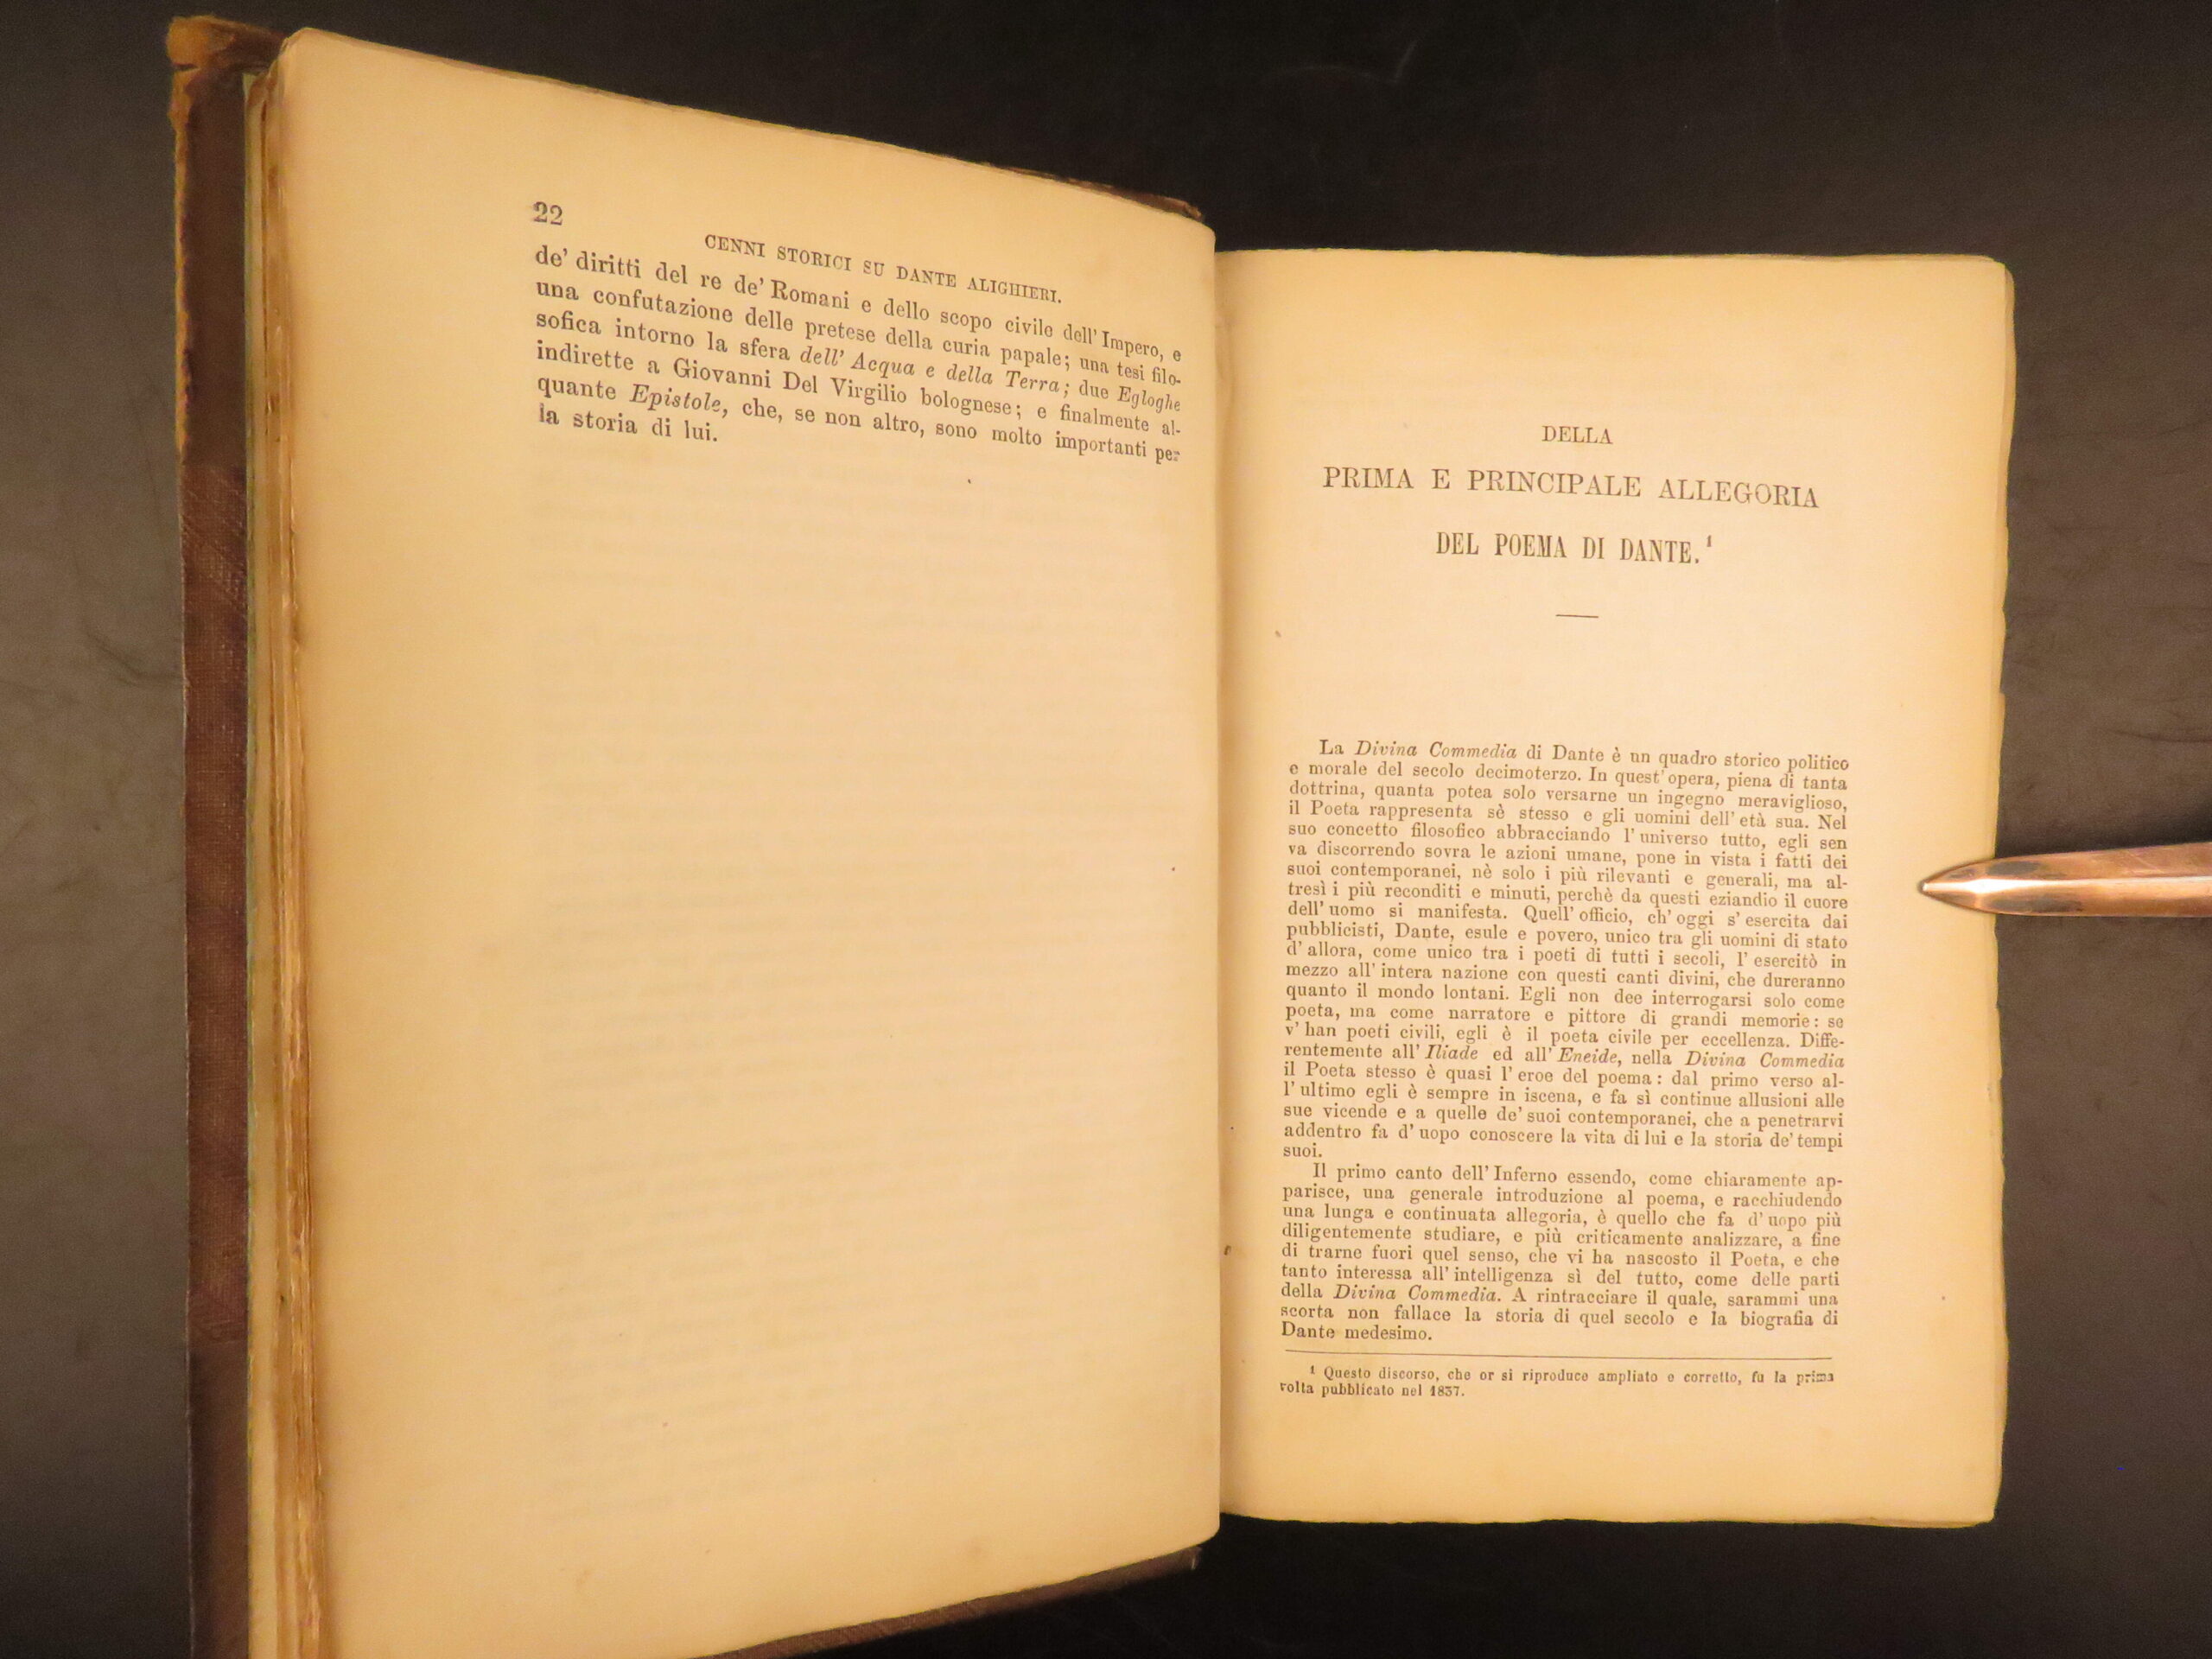 22
CENNI STORICI SU DANTE ALIGHIERI.
de' diritti del re de' Romani e dello scopo civile dell' Impero, e
una confutazione delle pretese della curia papale; una tesi filo-
sofica intorno la sfera dell' Acqua e della Terra; due Egloghe
indirette a Giovanni Del Virgilio bolognese; e finalmente al-
quante Epistole, che, se non altro, sono molto importanti per
la storia di lui.
DELLA
PRIMA E PRINCIPALE ALLEGORIA
DEL POEMA DI DANTE.¹
La Divina Commedia di Dante è un quadro storico politico
e morale del secolo decimoterzo. In quest' opera, piena di tanta
dottrina, quanta potea solo versarne un ingegno meraviglioso,
il Poeta rappresenta sè stesso e gli uomini dell' età sua. Nel
suo concetto filosofico abbracciando l' universo tutto, egli sen
va discorrendo sovra le azioni umane, pone in vista i fatti dei
suoi contemporanei, nè solo i più rilevanti e generali, ma al-
tresì i più reconditi e minuti, perchè da questi eziandio il cuore
dell' uomo si manifesta. Quell' officio, ch' oggi s' esercita dai
pubblicisti, Dante, esule e povero, unico tra gli uomini di stato
d' allora, come unico tra i poeti di tutti i secoli, l' esercitò in
mezzo all' intera nazione con questi canti divini, che dureranno
quanto il mondo lontani. Egli non dee interrogarsi solo come
poeta, ma come narratore e pittore di grandi memorie: se
v' han poeti civili, egli è il poeta civile per eccellenza. Diffe-
rentemente all' Iliade ed all' Eneide, nella Divina Commedia
il Poeta stesso è quasi l' eroe del poema: dal primo verso al-
l' ultimo egli è sempre in iscena, e fa sì continue allusioni alle
sue vicende e a quelle de' suoi contemporanei, che a penetrarvi
addentro fa d' uopo conoscere la vita di lui e la storia de' tempi
suoi.
Il primo canto dell' Inferno essendo, come chiaramente ap-
parisce, una generale introduzione al poema, e racchiudendo
una lunga e continuata allegoria, è quello che fa d' uopo più
diligentemente studiare, e più criticamente analizzare, a fine
di trarne fuori quel senso, che vi ha nascosto il Poeta, e che
tanto interessa all' intelligenza sì del tutto, come delle parti
della Divina Commedia. A rintracciare il quale, sarammi una
scorta non fallace la storia di quel secolo e la biografia di
Dante medesimo.
¹ Questo discorso, che or si riproduce ampliato e corretto, fu la prima
volta pubblicato nel 1837.